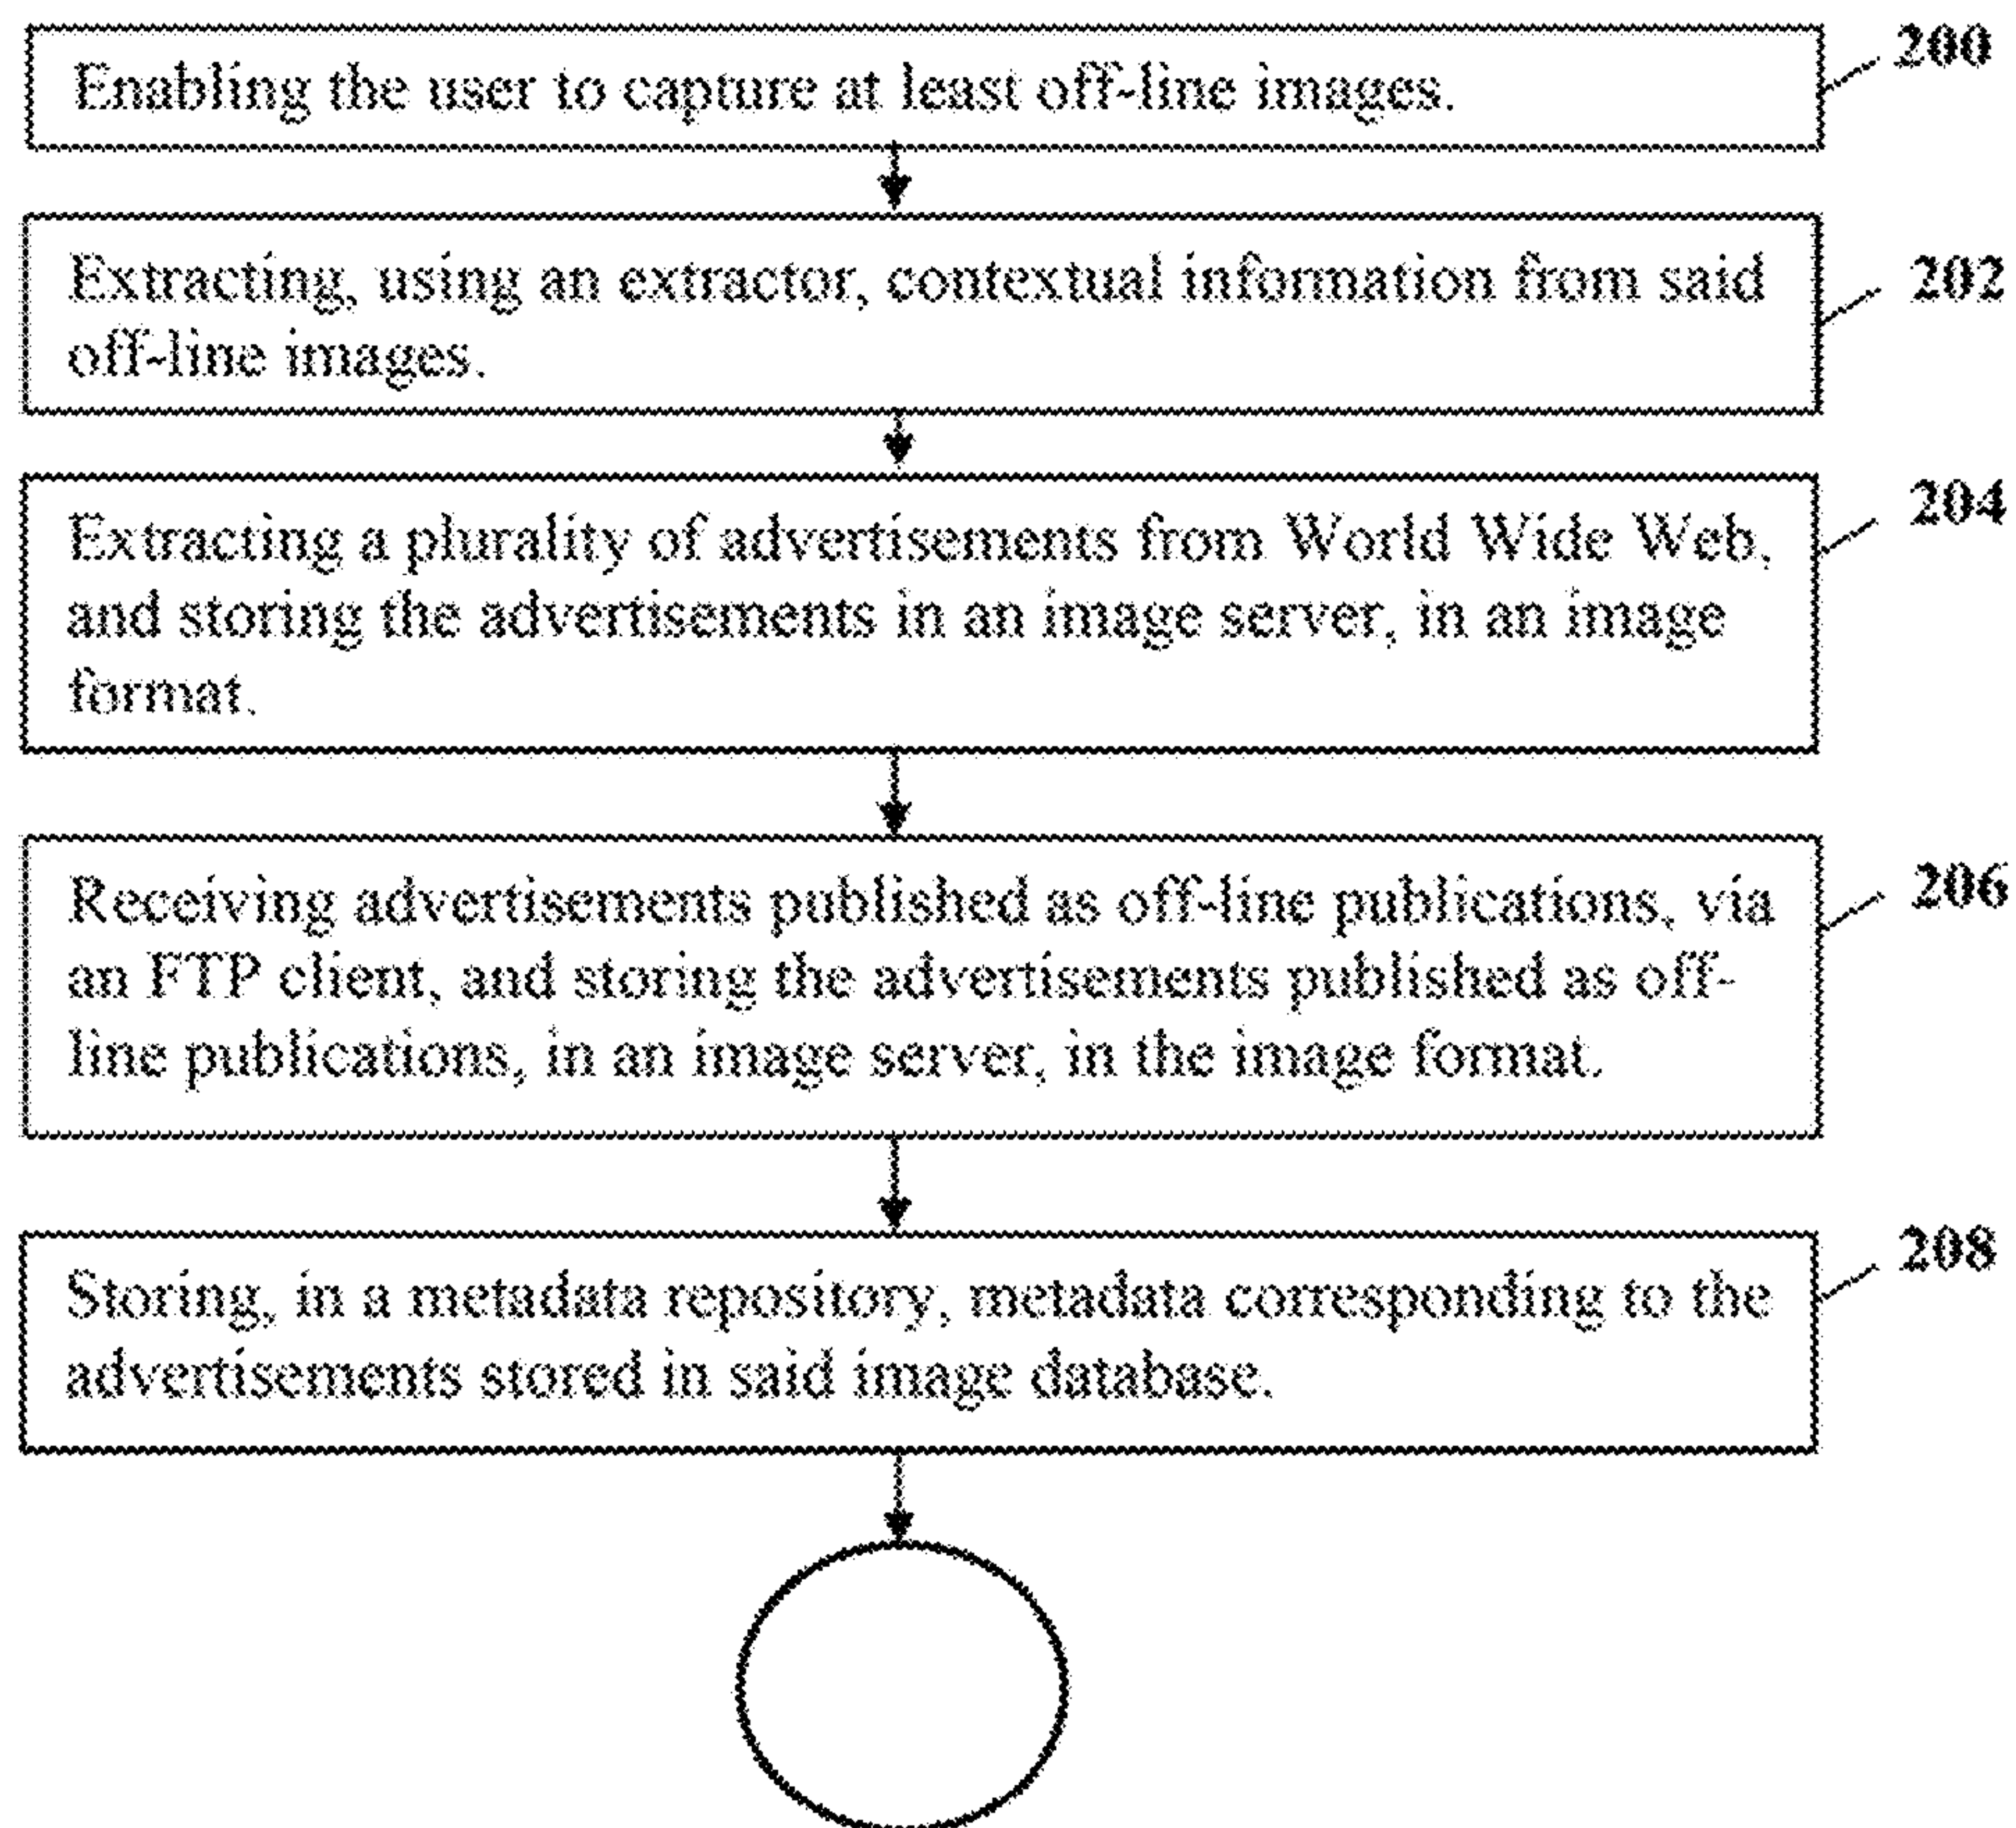 Enabling the user to capture at least off-line images.
200
Extracting, using an extractor, contextual information from said
off-line images.
202
Extracting a plurality of advertisements from World Wide Web,
and storing the advertisements in an image server, in an image
format.
204
Receiving advertisements published as off-line publications, via
an FTP client, and storing the advertisements published as off-
line publications, in an image server, in the image format.
206
Storing, in a metadata repository, metadata corresponding to the
advertisements stored in said image database.
208